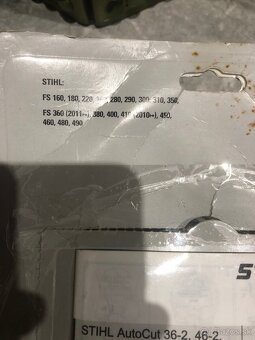 STIHL:
FS 160, 180, 220, 280, 290, 300, 310, 350,
FS 360 (2011→), 380, 400, 410 (2010→), 450,
460, 480, 490
S
STIHL AutoCut 36-2, 46-2,